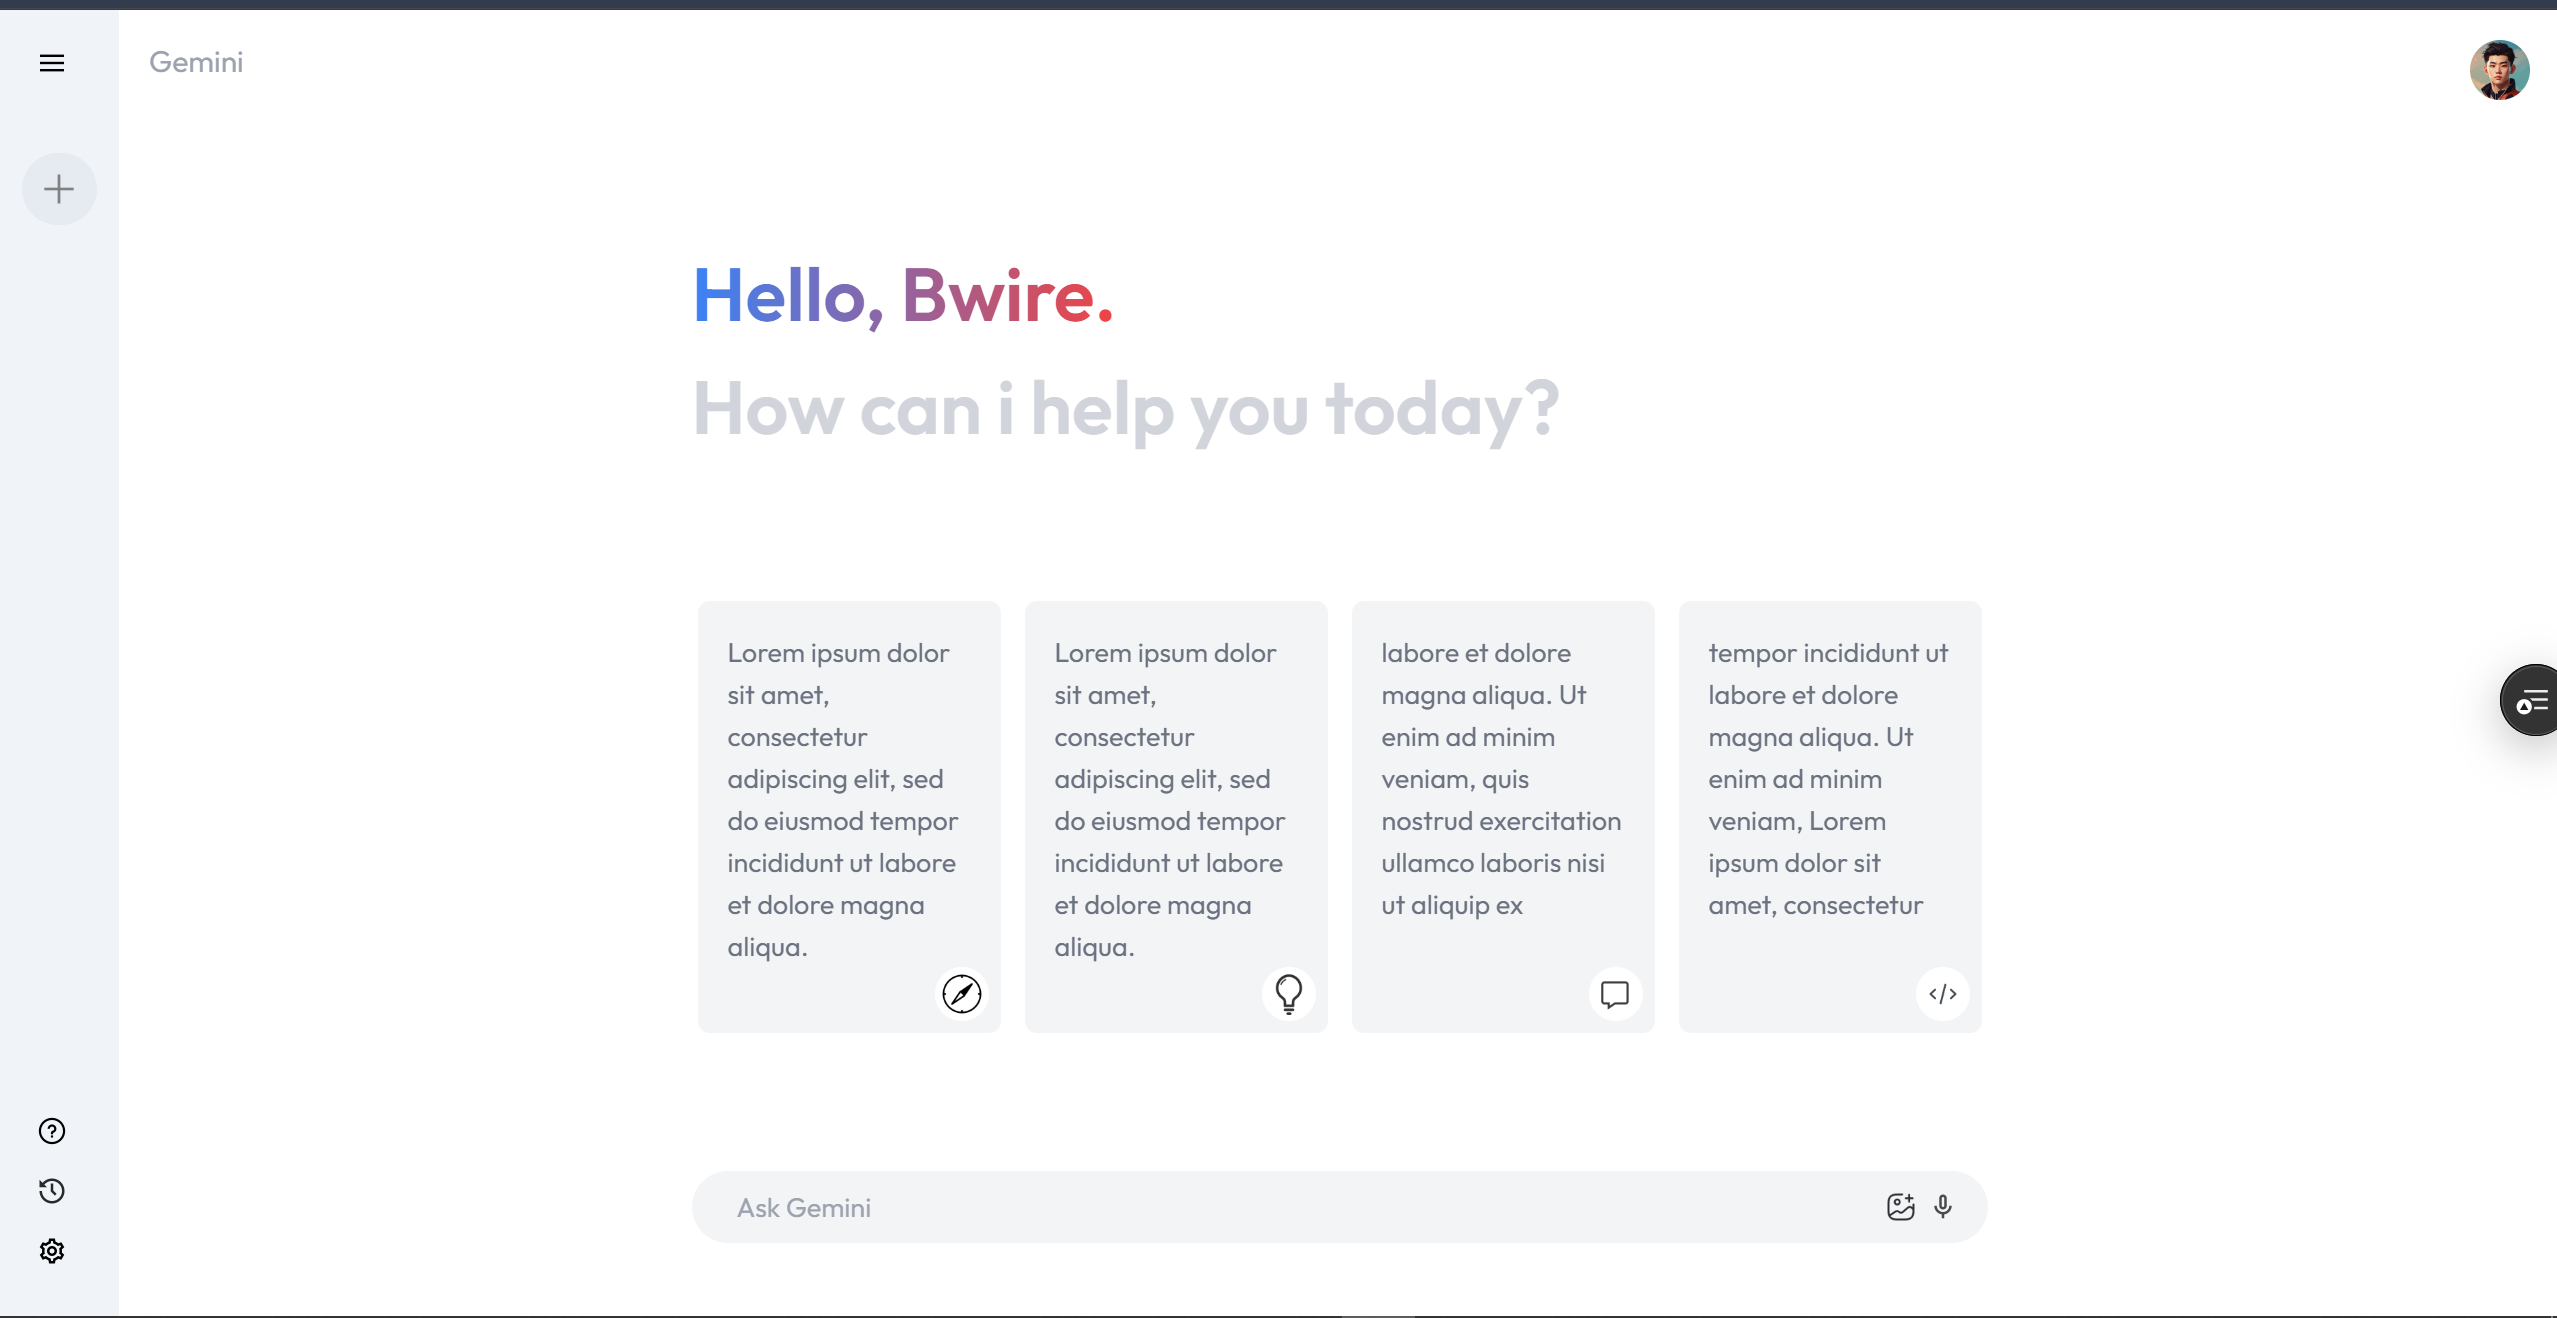 Gemini
Hello, Bwire.
How can i help you today?
Lorem ipsum dolor
sit amet,
consectetur
adipiscing elit, sed
do eiusmod tempor
incididunt ut labore
et dolore magna
aliqua.
Lorem ipsum dolor
sit amet,
consectetur
adipiscing elit, sed
do eiusmod tempor
incididunt ut labore
et dolore magna
aliqua.
labore et dolore
magna aliqua. Ut
enim ad minim
veniam, quis
nostrud exercitation
ullamco laboris nisi
ut aliquip ex
tempor incididunt ut
labore et dolore
magna aliqua. Ut
enim ad minim
veniam, Lorem
ipsum dolor sit
amet, consectetur
Ask Gemini